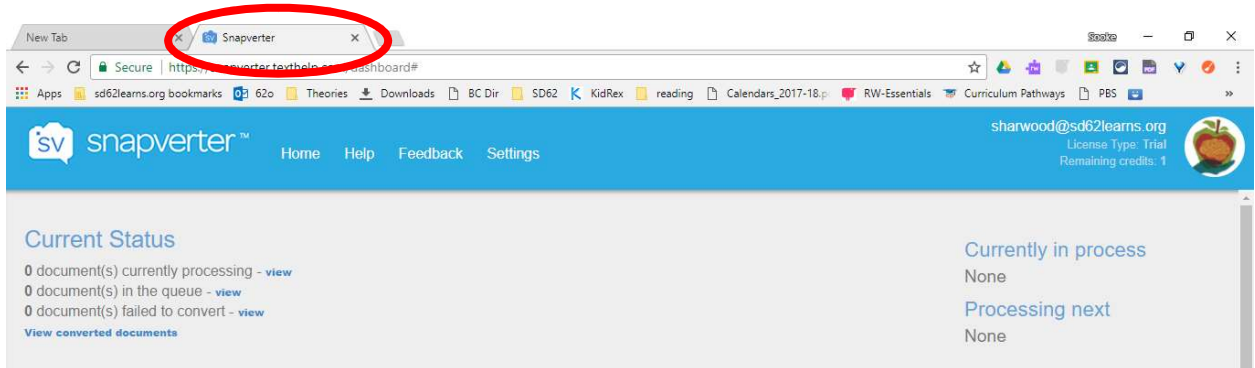 New Tab
Snapverter
Sooke
Secure | https://snapverter.texthelp.com/dashboard#
Apps sd62learns.org bookmarks 62o Theories Downloads BC Dir SD62 KidRex reading Calendars_2017-18.p RW-Essentials Curriculum Pathways PBS »
sv snapverter™ Home Help Feedback Settings
sharwood@sd62learns.org
License Type: Trial
Remaining credits: 1
Current Status
0 document(s) currently processing - view
0 document(s) in the queue - view
0 document(s) failed to convert - view
View converted documents
Currently in process
None
Processing next
None